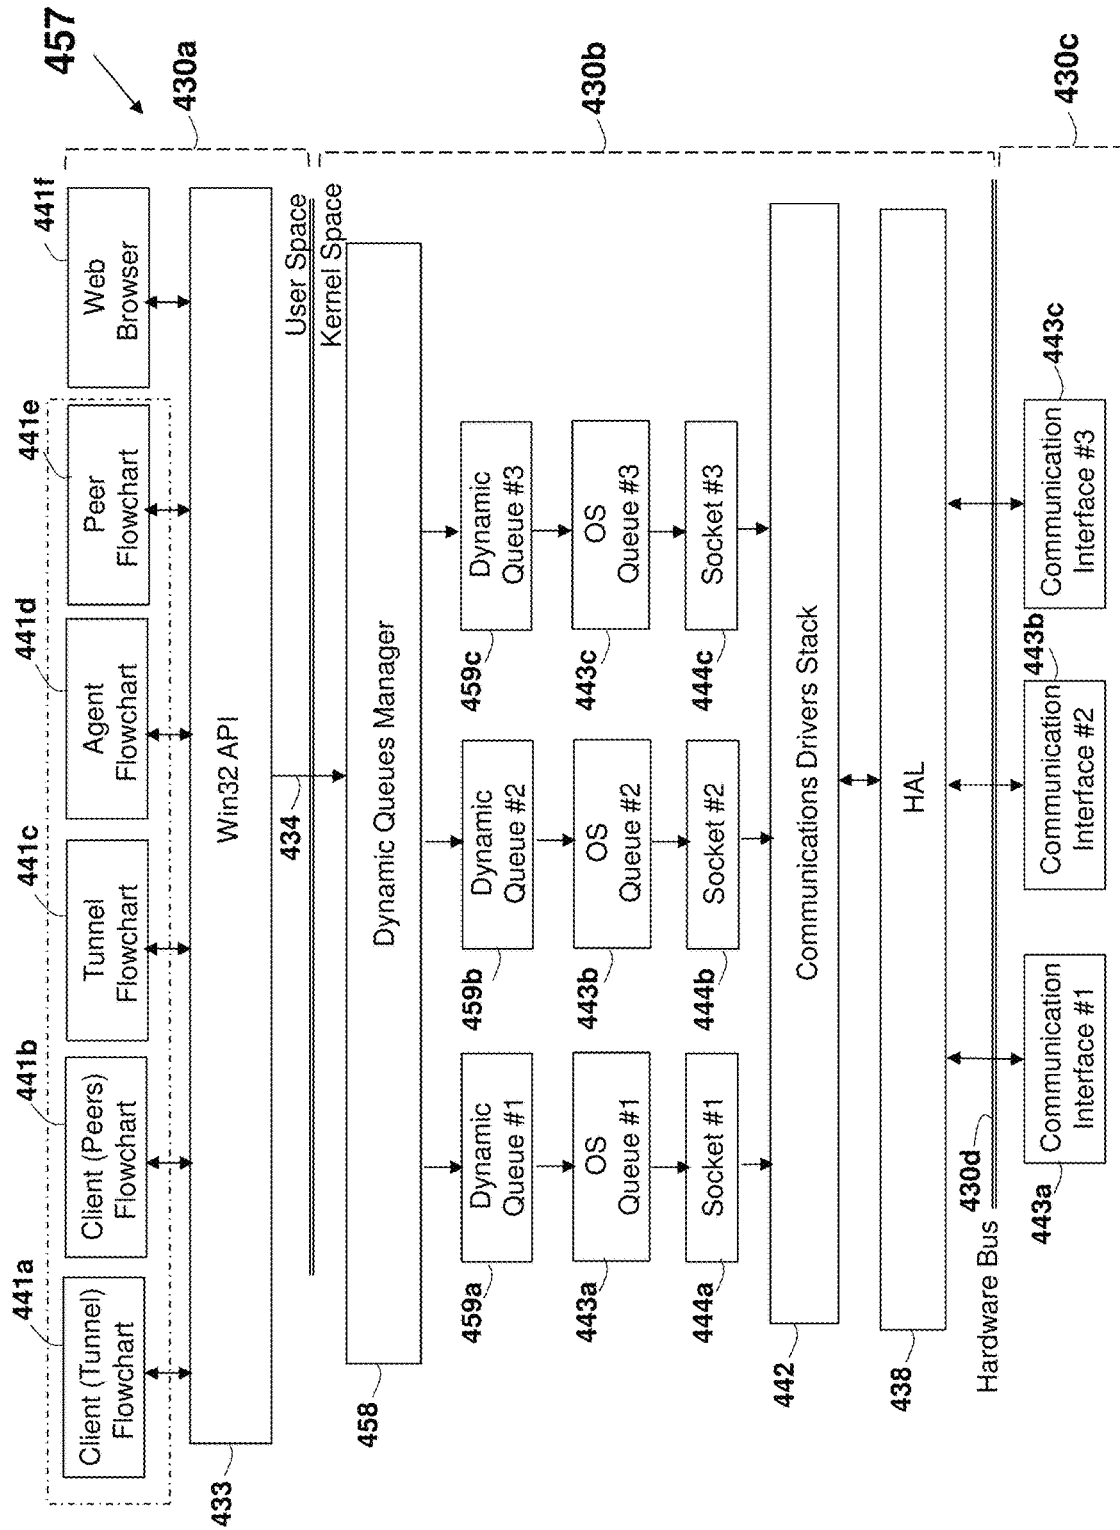 457
441a
441b
441c
441d
441e
441f
430a
Client (Tunnel)
Flowchart
Client (Peers)
Flowchart
Tunnel
Flowchart
Agent
Flowchart
Peer
Flowchart
Web
Browser
433
Win32 API
434
User Space
Kernel Space
458
Dynamic Queues Manager
430b
459a
Dynamic
Queue #1
459b
Dynamic
Queue #2
459c
Dynamic
Queue #3
443a
OS
Queue #1
443b
OS
Queue #2
443c
OS
Queue #3
444a
Socket #1
444b
Socket #2
444c
Socket #3
442
Communications Drivers Stack
438
HAL
Hardware Bus
430d
430c
443a
Communication
Interface #1
443b
Communication
Interface #2
443c
Communication
Interface #3